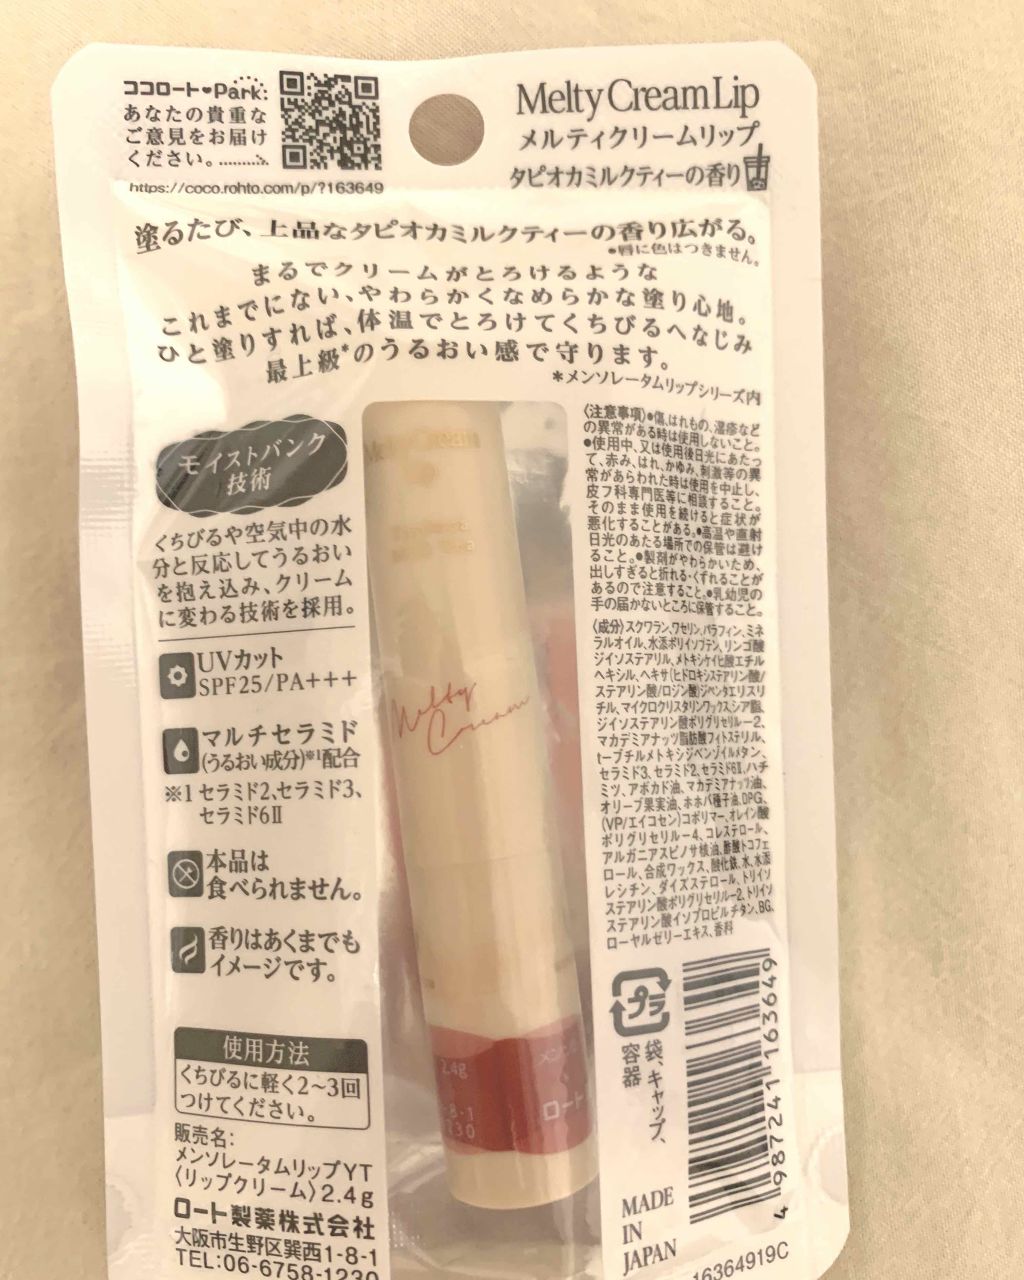 ココロート♥Park:
あなたの貴重な
ご意見をお届け
ください。
https://coco.rohto.com/p/?163649
Melty Cream Lip
メルティクリームリップ
タピオカミルクティーの香り
塗るたび、上品なタピオカミルクティーの香り広がる。
●唇に色はつきません。
まるでクリームがとろけるような
これまでにない、やわらかくなめらかな塗り心地。
ひと塗りすれば、体温でとろけてくちびるへなじみ
最上級*のうるおい感で守ります。
*メンソレータムリップシリーズ内
モイストバンク
技術
くちびるや空気中の水
分と反応してうるおい
を抱え込み、クリーム
に変わる技術を採用。
UVカット
SPF25/PA+++
マルチセラミド
(うるおい成分)※1配合
※1 セラミド2、セラミド3、
セラミド6Ⅱ
本品は
食べられません。
香りはあくまでも
イメージです。
使用方法
くちびるに軽く2〜3回
つけてください。
販売名:
メンソレータムリップYT
〈リップクリーム〉2.4g
ロート製薬株式会社
大阪市生野区巽西1-8-1
TEL:06-6758-1230
Melty
Cream
2.4g
-8-1
1230
ロート
〈注意事項〉●傷、はれもの、湿疹など
の異常がある時は使用しないこと。
●使用中、又は使用後日光にあたっ
て、赤み、はれ、かゆみ、刺激等の異
常があらわれた時は使用を中止し、
皮フ科専門医等に相談すること。
そのまま使用を続けると症状が
悪化することがある。●高温や直射
日光のあたる場所での保管は避け
ること。●製剤がやわらかいため、
出しすぎると折れる・くずれることが
あるので注意すること。●乳幼児の
手の届かないところに保管すること。
〈成分〉スクワラン、ワセリン、パラフィン、ミネ
ラルオイル、水添ポリイソブテン、リンゴ酸
ジイソステアリル、メトキシケイヒ酸エチル
ヘキシル、ヘキサ(ヒドロキシステアリン酸/
ステアリン酸/ロジン酸)ジペンタエリスリ
チル、マイクロクリスタリンワックス、シア脂、
ジイソステアリン酸ポリグリセリル-2、
マカデミアナッツ脂肪酸フィトステリル、
t-ブチルメトキシジベンゾイルメタン、
セラミド3、セラミド2、セラミド6Ⅱ、ハチ
ミツ、アボカド油、マカデミアナッツ油、
オリーブ果実油、ホホバ種子油、DPG、
(VP/エイコセン)コポリマー、オレイン酸
ポリグリセリル-4、コレステロール、
アルガニアスピノサ核油、酢酸トコフェ
ロール、合成ワックス、酸化鉄、水、水添
レシチン、ダイズステロール、トリイソ
ステアリン酸ポリグリセリル-2、トリイソ
ステアリン酸イソプロピルチタン、BG、
ローヤルゼリーエキス、香料
プラ
袋、キャップ、
容器
MADE
IN
JAPAN
4 987241 163649
16364919C